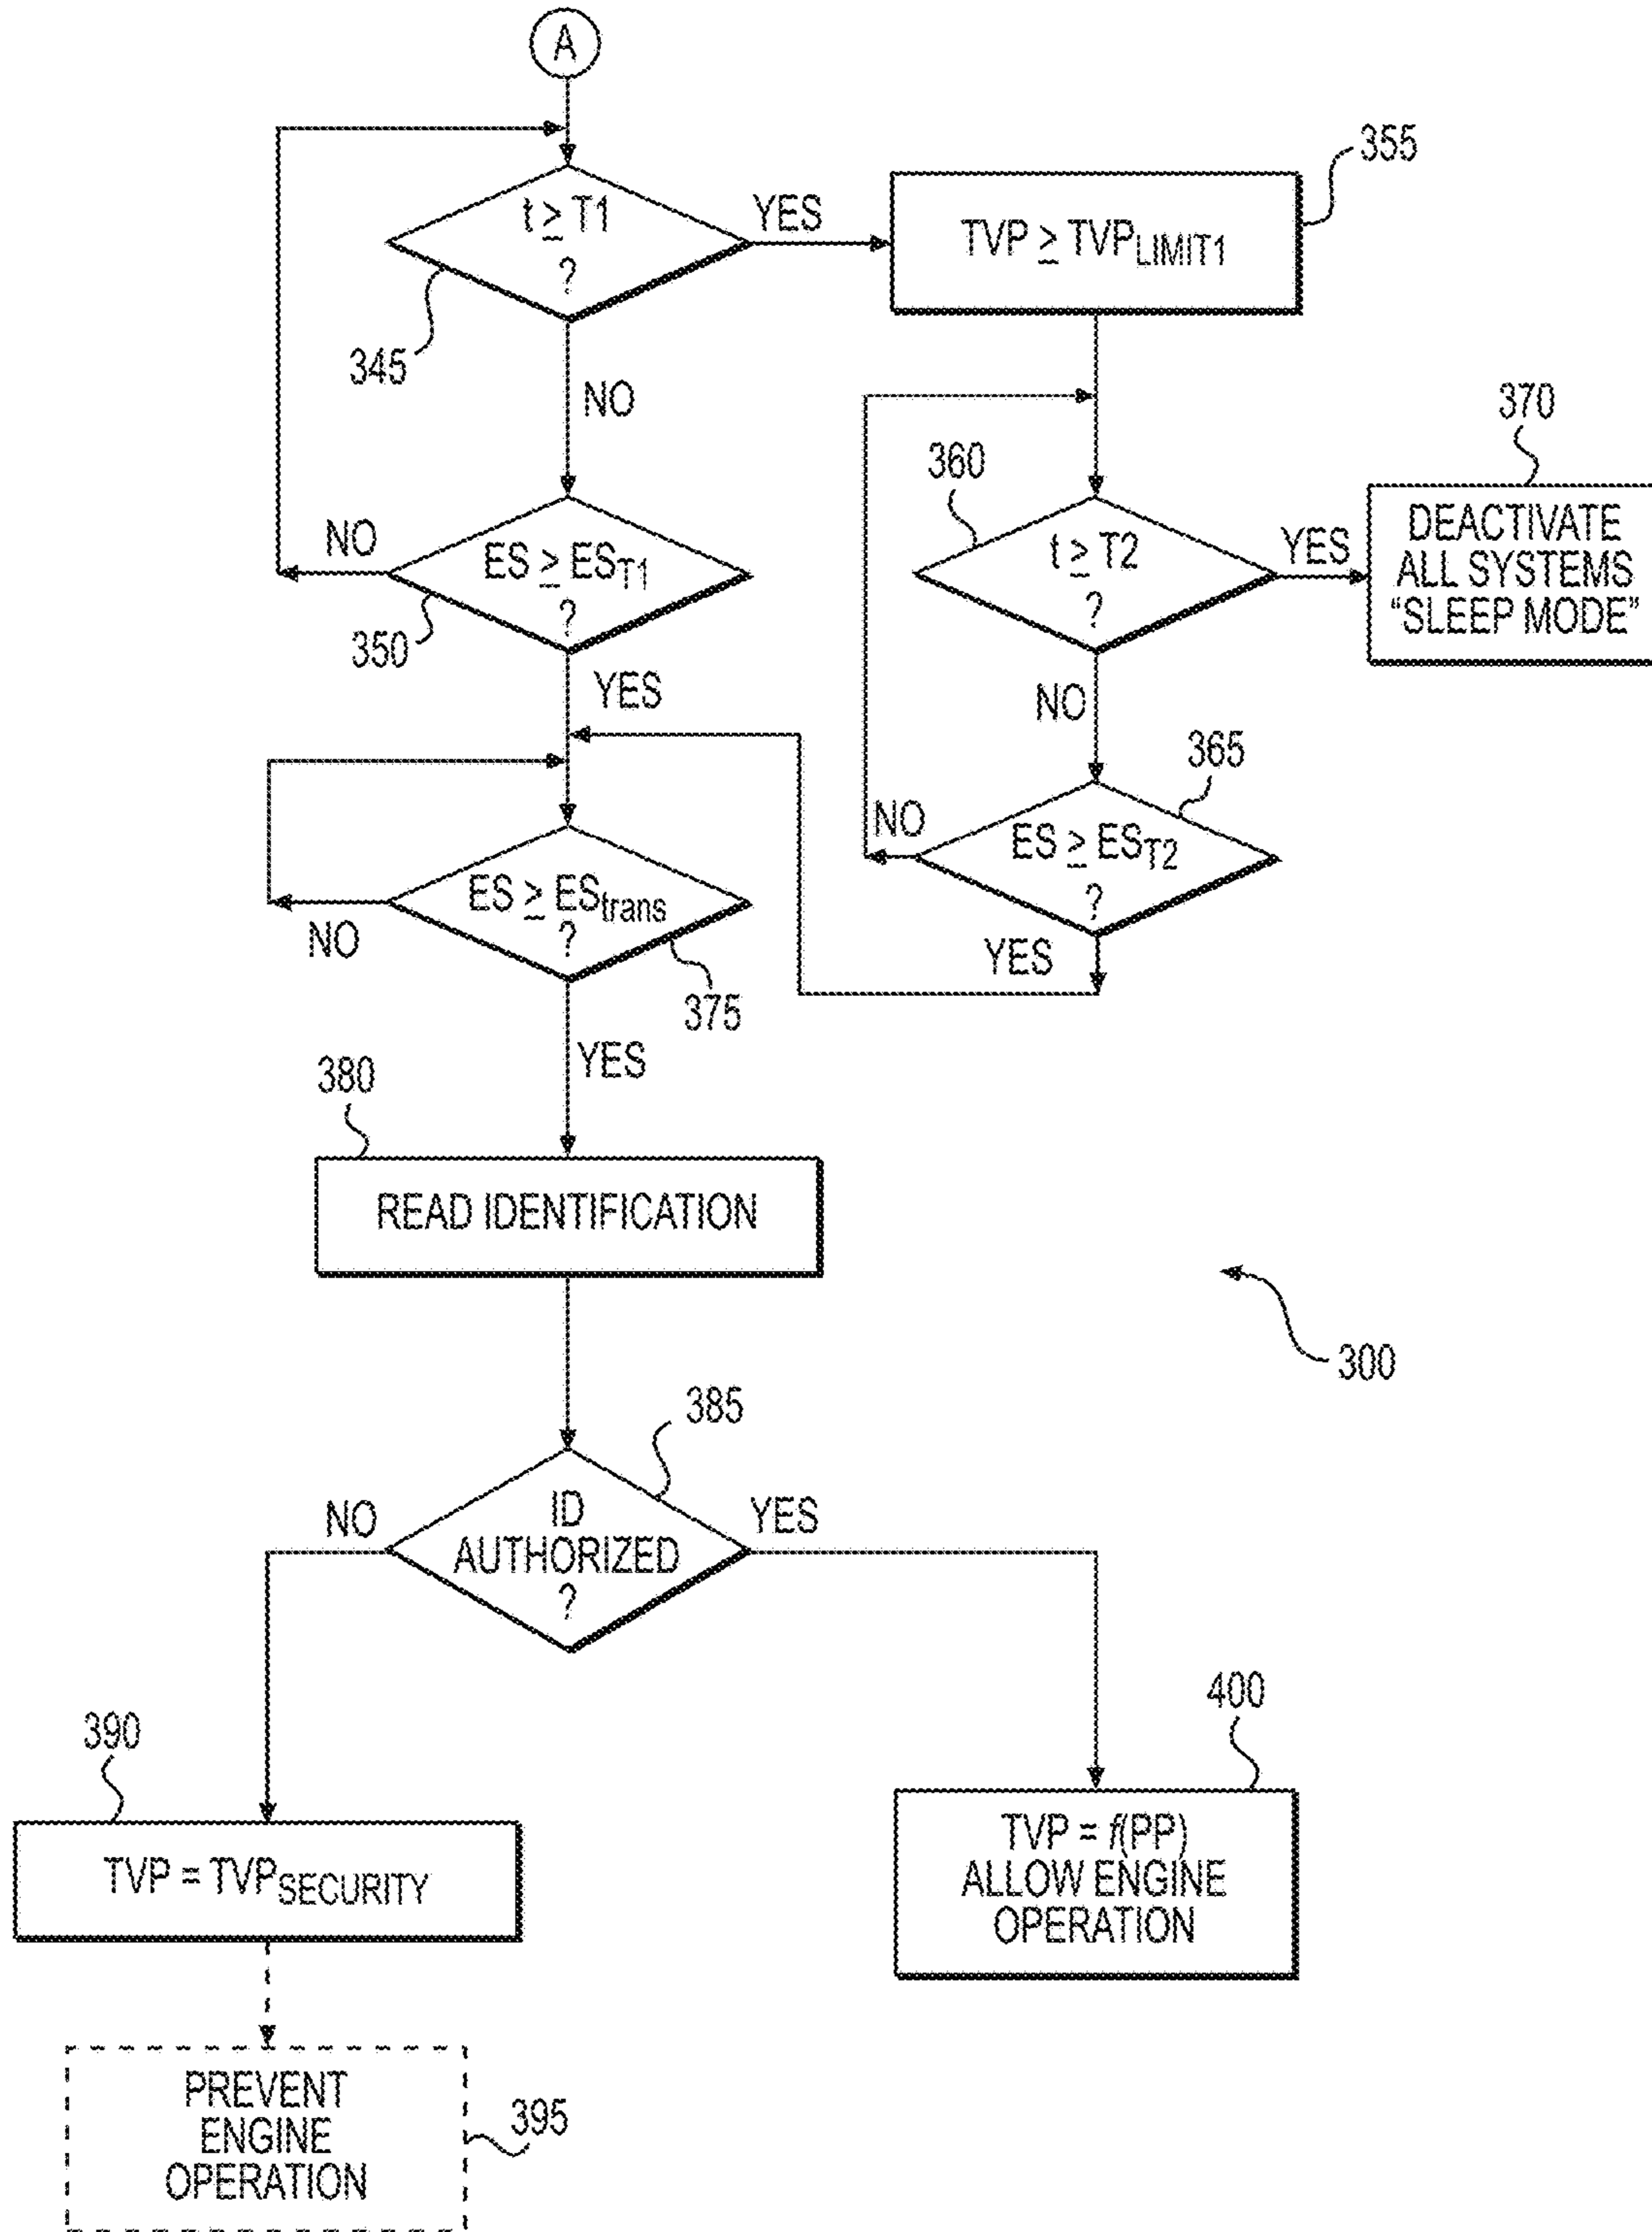 A
t ≥ T1
?
345
YES
TVP ≥ TVPLIMIT1
355
NO
ES ≥ EST1
?
350
NO
YES
360
t ≥ T2
?
YES
370
DEACTIVATE
ALL SYSTEMS
“SLEEP MODE”
NO
365
ES ≥ EST2
?
NO
YES
ES ≥ EStrans
?
NO
375
YES
380
READ IDENTIFICATION
300
385
ID
AUTHORIZED
?
NO
YES
390
TVP = TVPSECURITY
400
TVP = f(PP)
ALLOW ENGINE
OPERATION
PREVENT
ENGINE
OPERATION
395